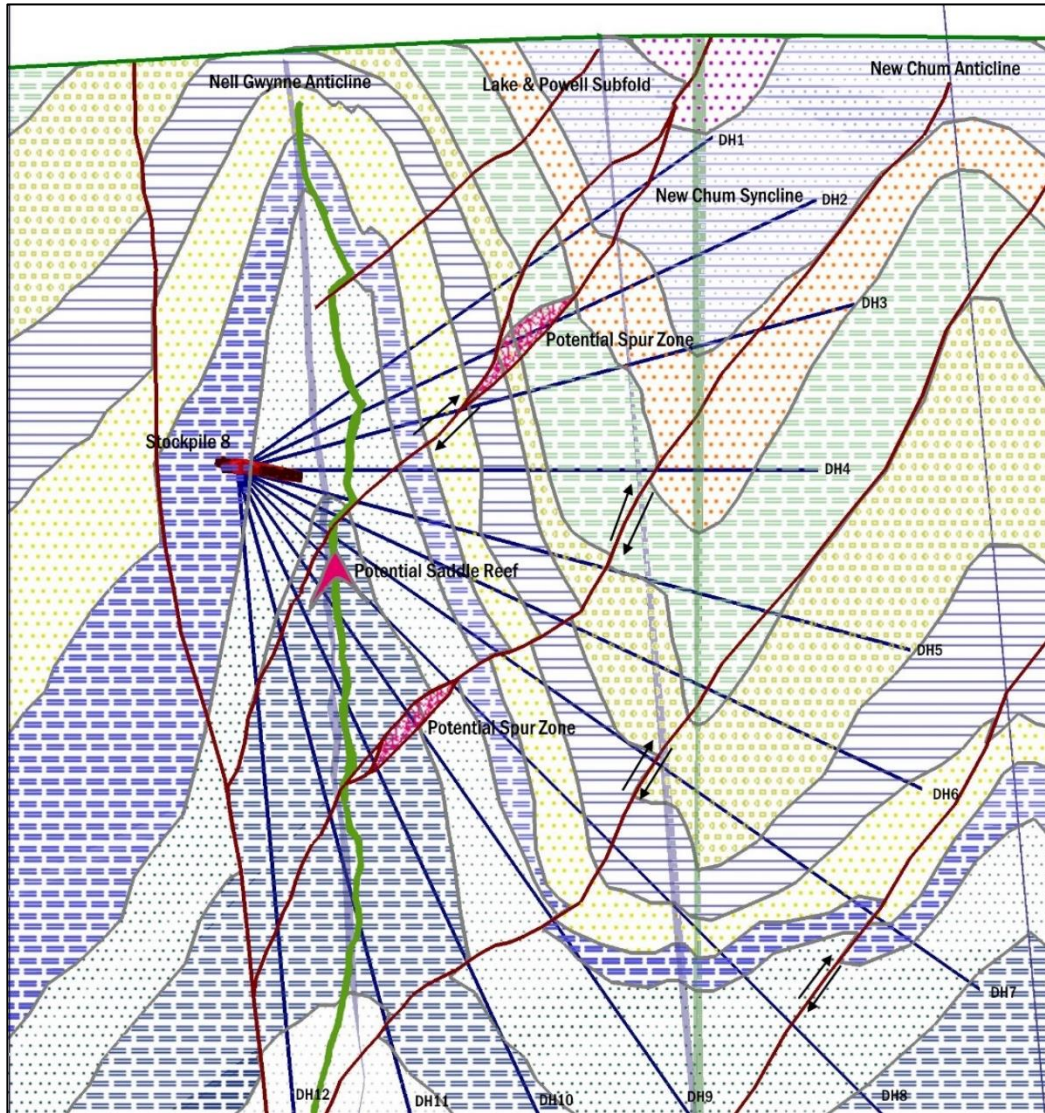 New Chum Anticline
Nell Gwynne Anticline
Lake & Powell Subfold
DH1
New Chum Syncline
DH2
DH3
Potential Spur Zone
Stockpile 8
DH4
Potential Saddle Reef
DH5
Potential Spur Zone
DH6
DH7
DH12
DH11
DH10
DH9
DH8